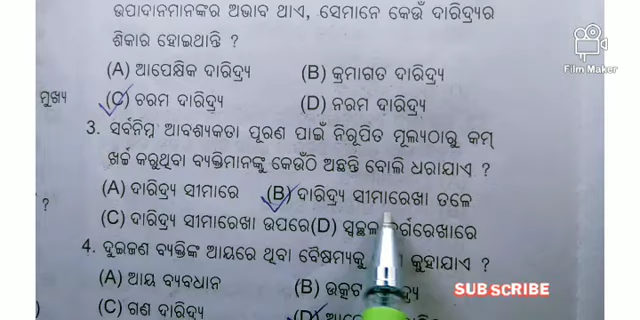 ଉପାଦାନମାନଙ୍କର ଅଭାବ ଥାଏ, ସେମାନେ କେଉଁ ଦାରିଦ୍ର୍ୟର
ଶିକାର ହୋଇଥାନ୍ତି ?
(A) ଆପେକ୍ଷିକ ଦାରିଦ୍ର୍ୟ (B) କ୍ରମାଗତ ଦାରିଦ୍ର୍ୟ
ମୁଖ୍ୟ
(C) ଚରମ ଦାରିଦ୍ର୍ୟ (D) ନରମ ଦାରିଦ୍ର୍ୟ
3. ସର୍ବନିମ୍ନ ଆବଶ୍ୟକତା ପୂରଣ ପାଇଁ ନିରୂପିତ ମୂଲ୍ୟଠାରୁ କମ୍
ଖର୍ଚ୍ଚ କରୁଥିବା ବ୍ୟକ୍ତିମାନଙ୍କୁ କେଉଁଠି ଅଛନ୍ତି ବୋଲି ଧରାଯାଏ ?
(A) ଦାରିଦ୍ର୍ୟ ସୀମାରେ (B) ଦାରିଦ୍ର୍ୟ ସୀମାରେଖା ତଳେ
?
(C) ଦାରିଦ୍ର୍ୟ ସୀମାରେଖା ଉପରେ (D) ସ୍ୱଚ୍ଛଳ
4. ଦୁଇଜଣ ବ୍ୟକ୍ତିଙ୍କ ଆୟରେ ଥିବା ବୈଷମ୍ୟକୁ କୁହାଯାଏ ?
(A) ଆୟ ବ୍ୟବଧାନ (B) ଉତ୍କଟ
(C) ଗଣ ଦାରିଦ୍ର୍ୟ (D)
Film Maker
SUBSCRIBE